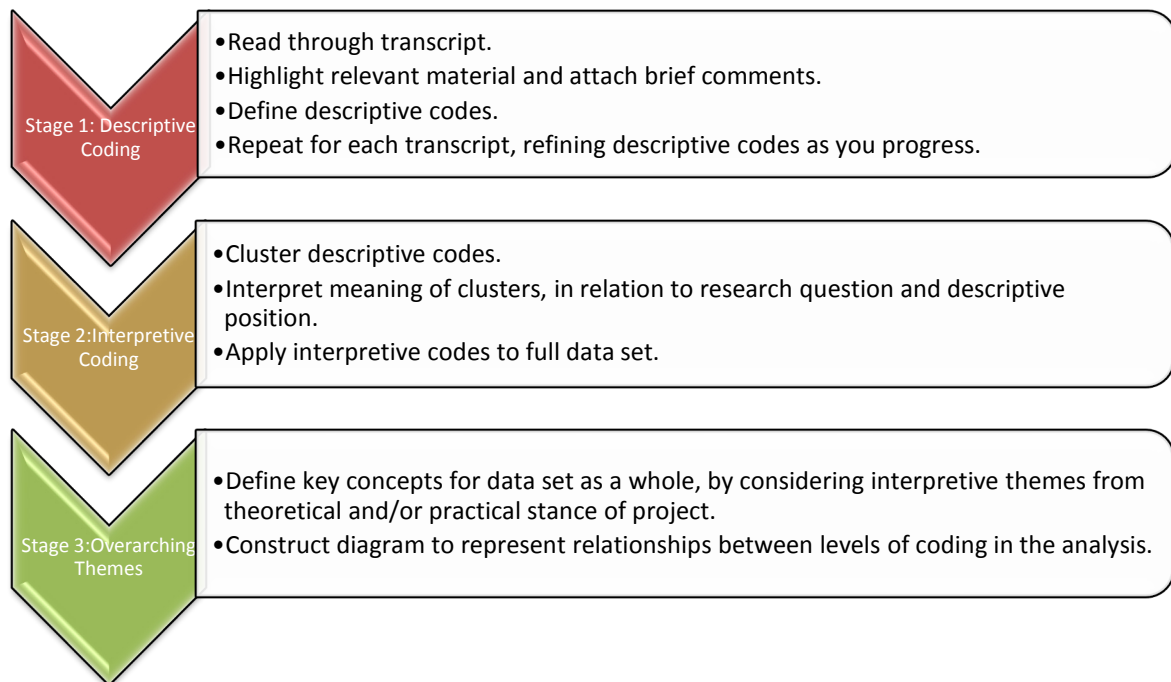 Stage 1: Descriptive
Coding
•Read through transcript.
•Highlight relevant material and attach brief comments.
•Define descriptive codes.
•Repeat for each transcript, refining descriptive codes as you progress.
Stage 2:Interpretive
Coding
•Cluster descriptive codes.
•Interpret meaning of clusters, in relation to research question and descriptive
position.
•Apply interpretive codes to full data set.
Stage 3:Overarching
Themes
•Define key concepts for data set as a whole, by considering interpretive themes from
theoretical and/or practical stance of project.
•Construct diagram to represent relationships between levels of coding in the analysis.